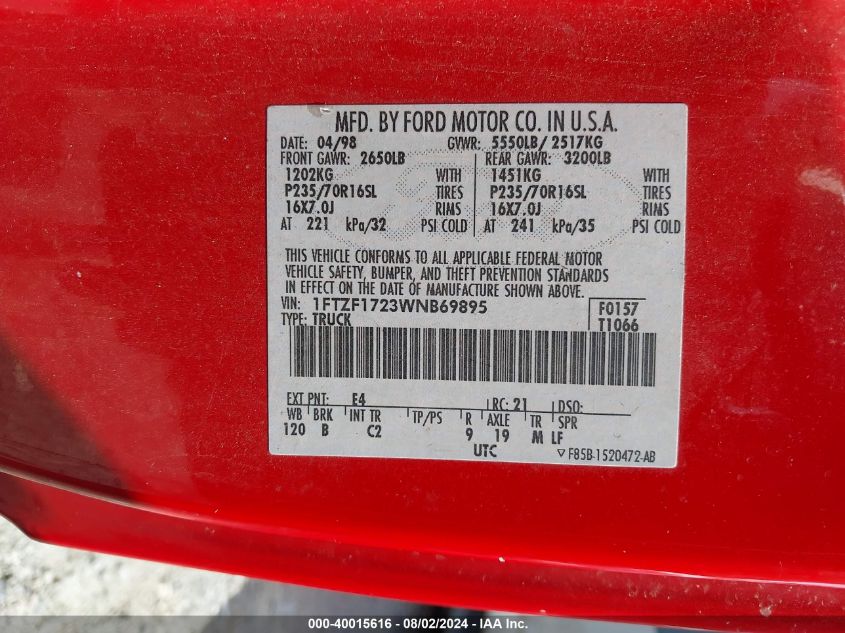 MFD. BY FORD MOTOR CO. IN U.S.A.
DATE: 04/98 GVWR: 5550LB/ 2517KG
FRONT GAWR: 2650LB REAR GAWR: 3200LB
1202KG WITH 1451KG WITH
P235/70R16SL TIRES P235/70R16SL TIRES
16X7.0J RIMS 16X7.0J RIMS
AT 221 kPa/32 PSI COLD AT 241 kPa/35 PSI COLD
THIS VEHICLE CONFORMS TO ALL APPLICABLE FEDERAL MOTOR
VEHICLE SAFETY, BUMPER, AND THEFT PREVENTION STANDARDS
IN EFFECT ON THE DATE OF MANUFACTURE SHOWN ABOVE.
VIN: 1FTZF1723WNB69895 F0157
TYPE: TRUCK T1066
EXT PNT: E4 RC: 21 DSO:
WB BRK INT TR TP/PS R AXLE TR SPR
120 B C2 9 19 M LF
UTC ▽F85B-1520472-AB
000-40015616 - 08/02/2024 - IAA Inc.